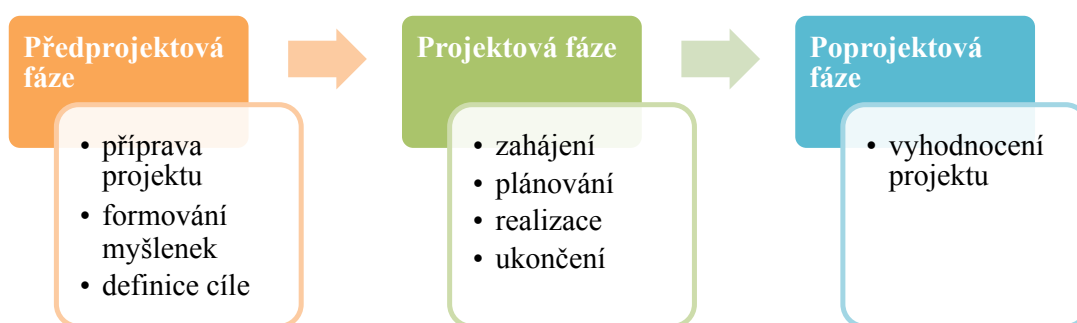 Předprojektová
fáze
• příprava
projektu
• formování
myšlenek
• definice cíle
Projektová fáze
• zahájení
• plánování
• realizace
• ukončení
Poprojektová
fáze
• vyhodnocení
projektu